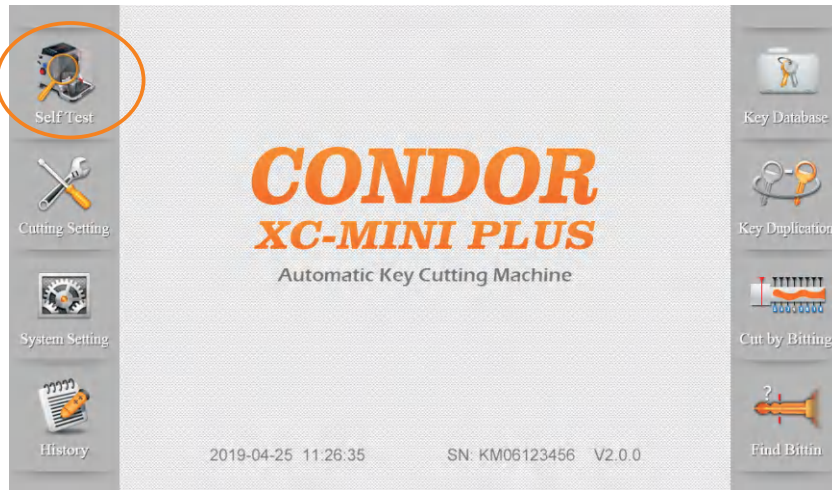 Self Test
Cutting Setting
System Setting
History
CONDOR
XC-MINI PLUS
Automatic Key Cutting Machine
2019-04-25 11:26:35
SN: KM06123456 V2.0.0
Key Database
Key Duplication
Cut by Bitting
?
Find Bittin